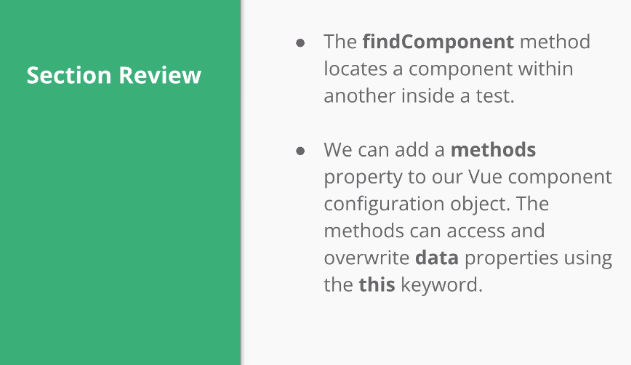 Section Review
● The findComponent method
locates a component within
another inside a test.
● We can add a methods
property to our Vue component
configuration object. The
methods can access and
overwrite data properties using
the this keyword.